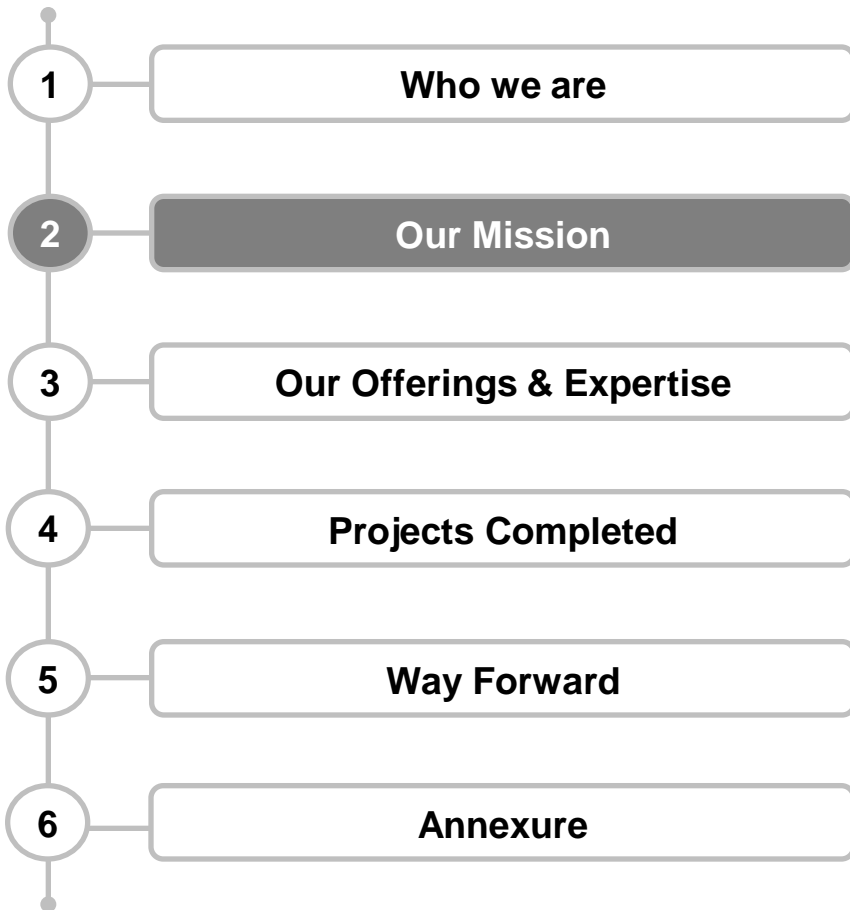 1 Who we are
2 Our Mission
3 Our Offerings & Expertise
4 Projects Completed
5 Way Forward
6 Annexure